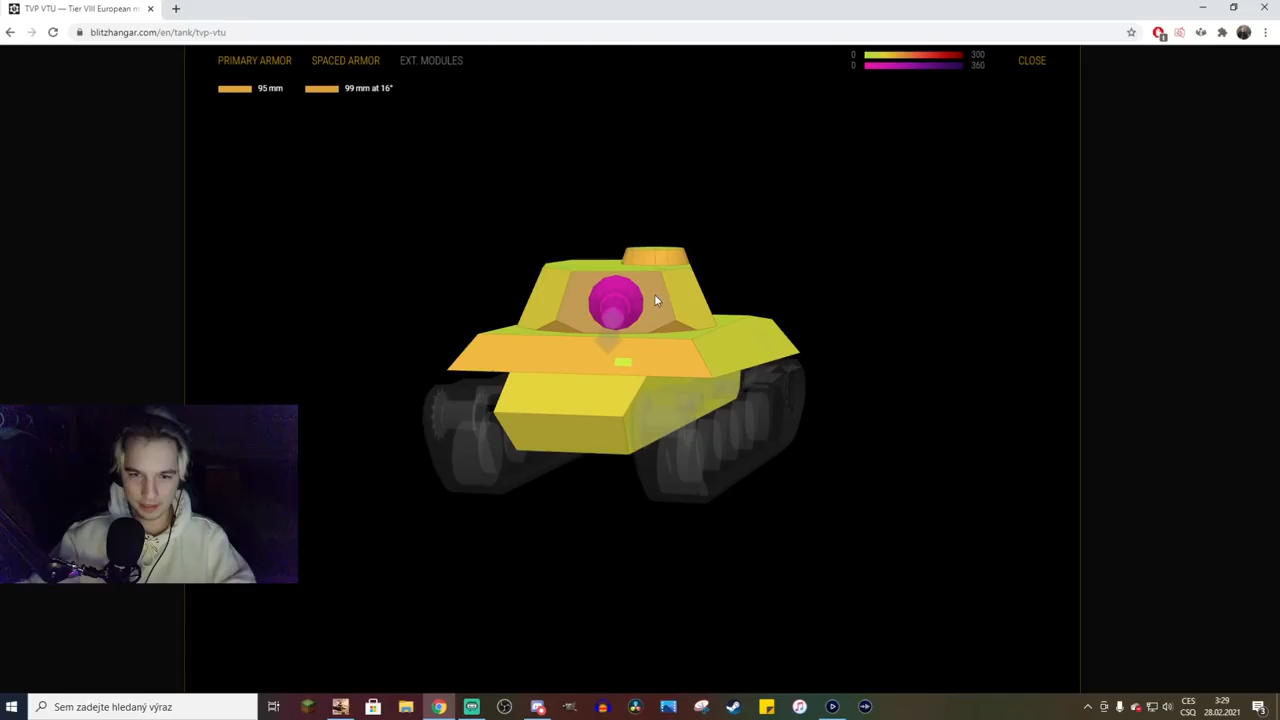 TVP VTU — Tier VIII European m
blitzhangar.com/en/tank/tvp-vtu
PRIMARY ARMOR SPACED ARMOR EXT. MODULES
0 300
0 360
CLOSE
95 mm 99 mm at 16°
Sem zadejte hledaný výraz
CES 3:29
CSQ 28.02.2021